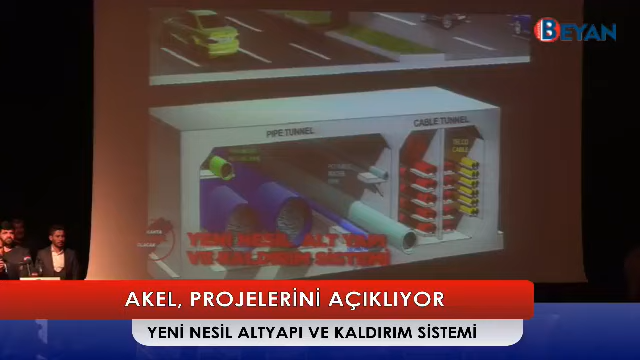 BEYAN
PIPE TUNNEL
CABLE TUNNEL
YENİ NESİL ALT YAPI
VE KALDIRIM SİSTEMİ
AKEL, PROJELERİNİ AÇIKLIYOR
YENİ NESİL ALTYAPI VE KALDIRIM SİSTEMİ